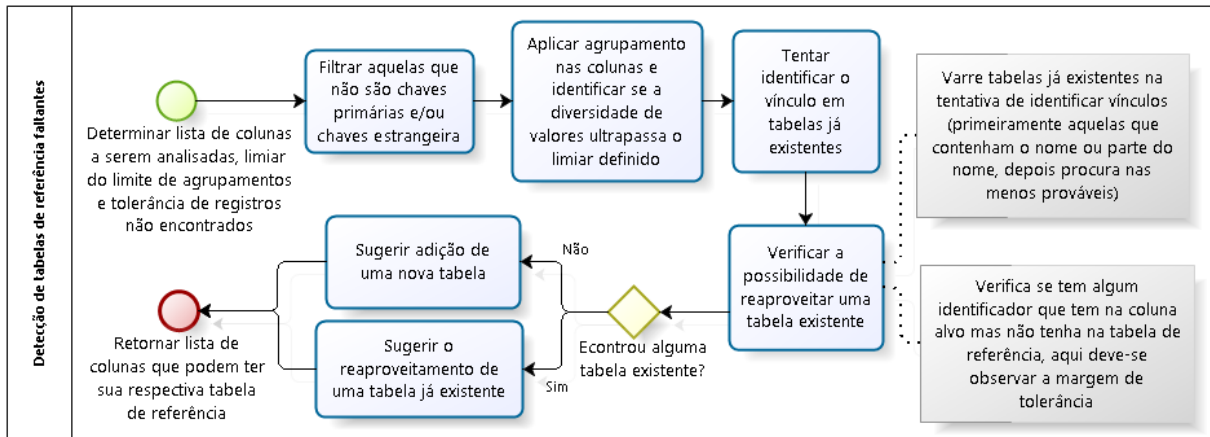 Detecção de tabelas de referência faltantes
Determinar lista de colunas
a serem analisadas, limiar
do limite de agrupamentos
e tolerância de registros
não encontrados
Filtrar aquelas que
não são chaves
primárias e/ou
chaves estrangeira
Aplicar agrupamento
nas colunas e
identificar se a
diversidade de
valores ultrapassa o
limiar definido
Tentar
identificar o
vínculo em
tabelas já
existentes
Varre tabelas já existentes na
tentativa de identificar vínculos
(primeiramente aquelas que
contenham o nome ou parte do
nome, depois procura nas
menos prováveis)
Verificar a
possibilidade de
reaproveitar uma
tabela existente
Verifica se tem algum
identificador que tem na coluna
alvo mas não tenha na tabela de
referência, aqui deve-se
observar a margem de
tolerância
Econtrou alguma
tabela existente?
Não
Sugerir adição de
uma nova tabela
Sim
Sugerir o
reaproveitamento de
uma tabela já existente
Retornar lista de
colunas que podem ter
sua respectiva tabela
de referência